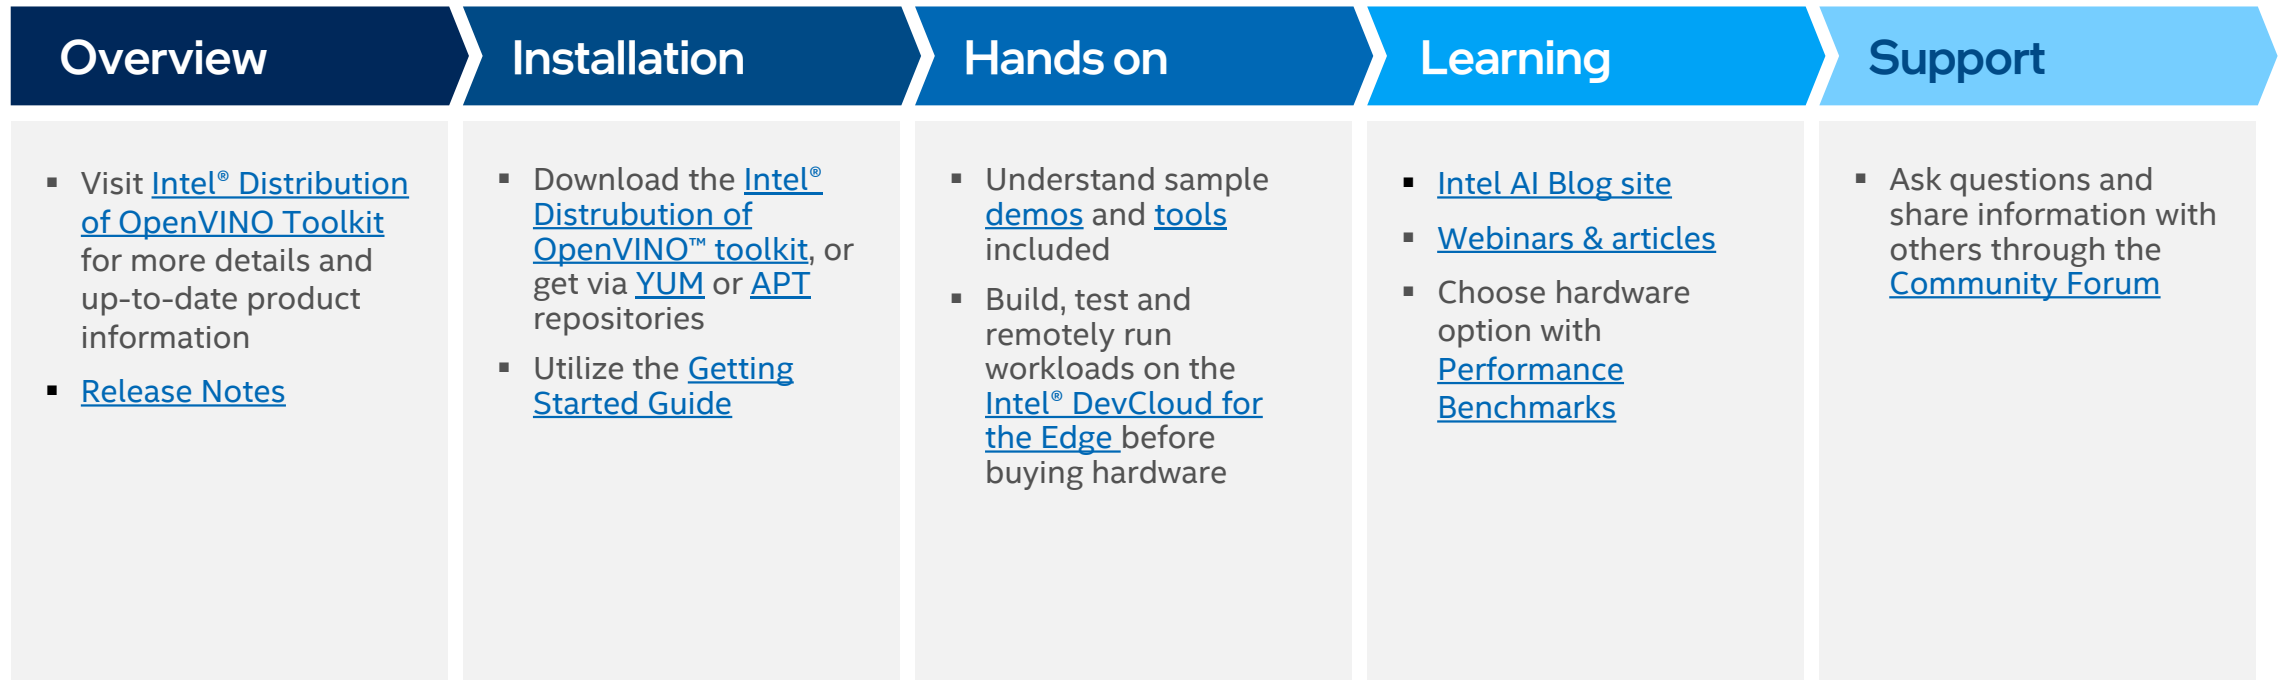 Overview
Installation
Hands on
Learning
Support
▪ Visit Intel® Distribution
of OpenVINO Toolkit
for more details and
up-to-date product
information
▪ Release Notes
▪ Download the Intel®
Distrubution of
OpenVINO™ toolkit, or
get via YUM or APT
repositories
▪ Utilize the Getting
Started Guide
▪ Understand sample
demos and tools
included
▪ Build, test and
remotely run
workloads on the
Intel® DevCloud for
the Edge before
buying hardware
▪ Intel AI Blog site
▪ Webinars & articles
▪ Choose hardware
option with
Performance
Benchmarks
▪ Ask questions and
share information with
others through the
Community Forum